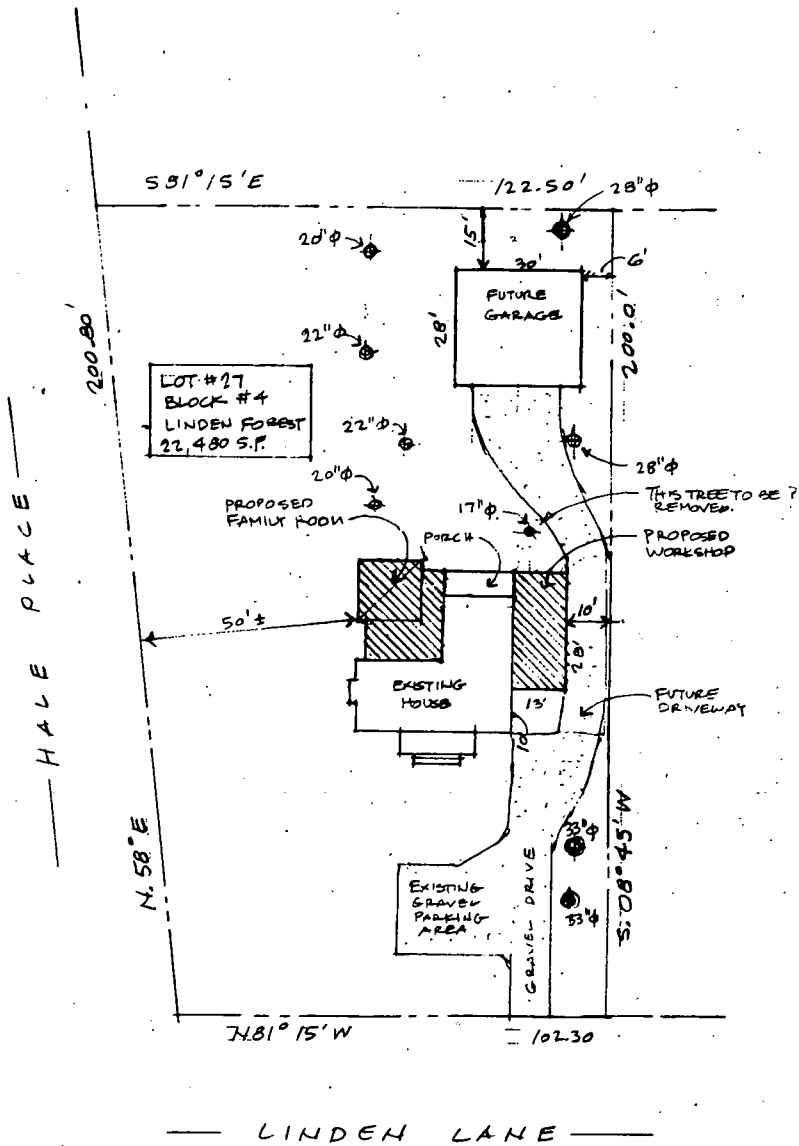 S 81° 15' E
122.50'
28"φ
20"φ
15'
30'
6'
FUTURE
GARAGE
28'
200.80'
200.0'
22"φ
LOT #27
BLOCK #4
LINDEN FOREST
22,480 S.F.
22"φ
28"φ
20"φ
THIS TREE TO BE
REMOVED.
17"φ
PROPOSED
FAMILY ROOM
PORCH
PROPOSED
WORKSHOP
HALE PLACE
50'±
10'
28'
EXISTING
HOUSE
13'
10
FUTURE
DRIVEWAY
33"φ
N. 58° E
S. 08° 45' W
EXISTING
GRAVEL
PARKING
AREA
GRAVEL DRIVE
33"φ
N81° 15' W
102.30
LINDEN LANE